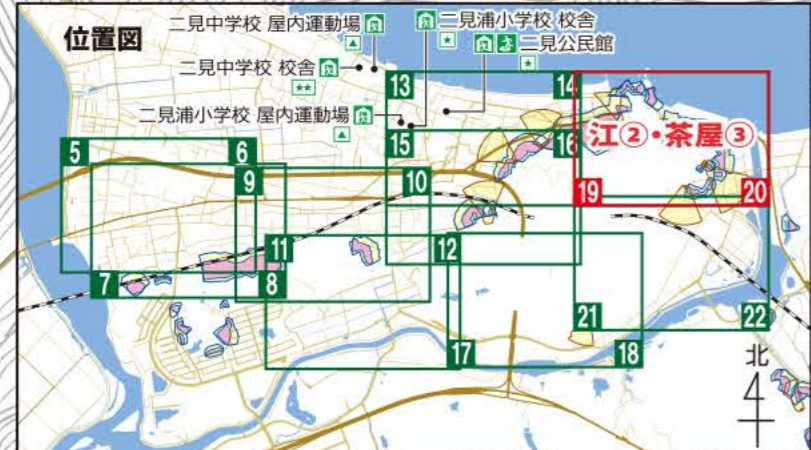 位置図
二見中学校 屋内運動場
▲
二見浦小学校 校舎
★
二見公民館
★
二見中学校 校舎
★★
二見浦小学校 屋内運動場
▲
13
14
15
16
江②・茶屋③
5
6
9
10
19
20
11
12
7
8
21
22
17
18
北